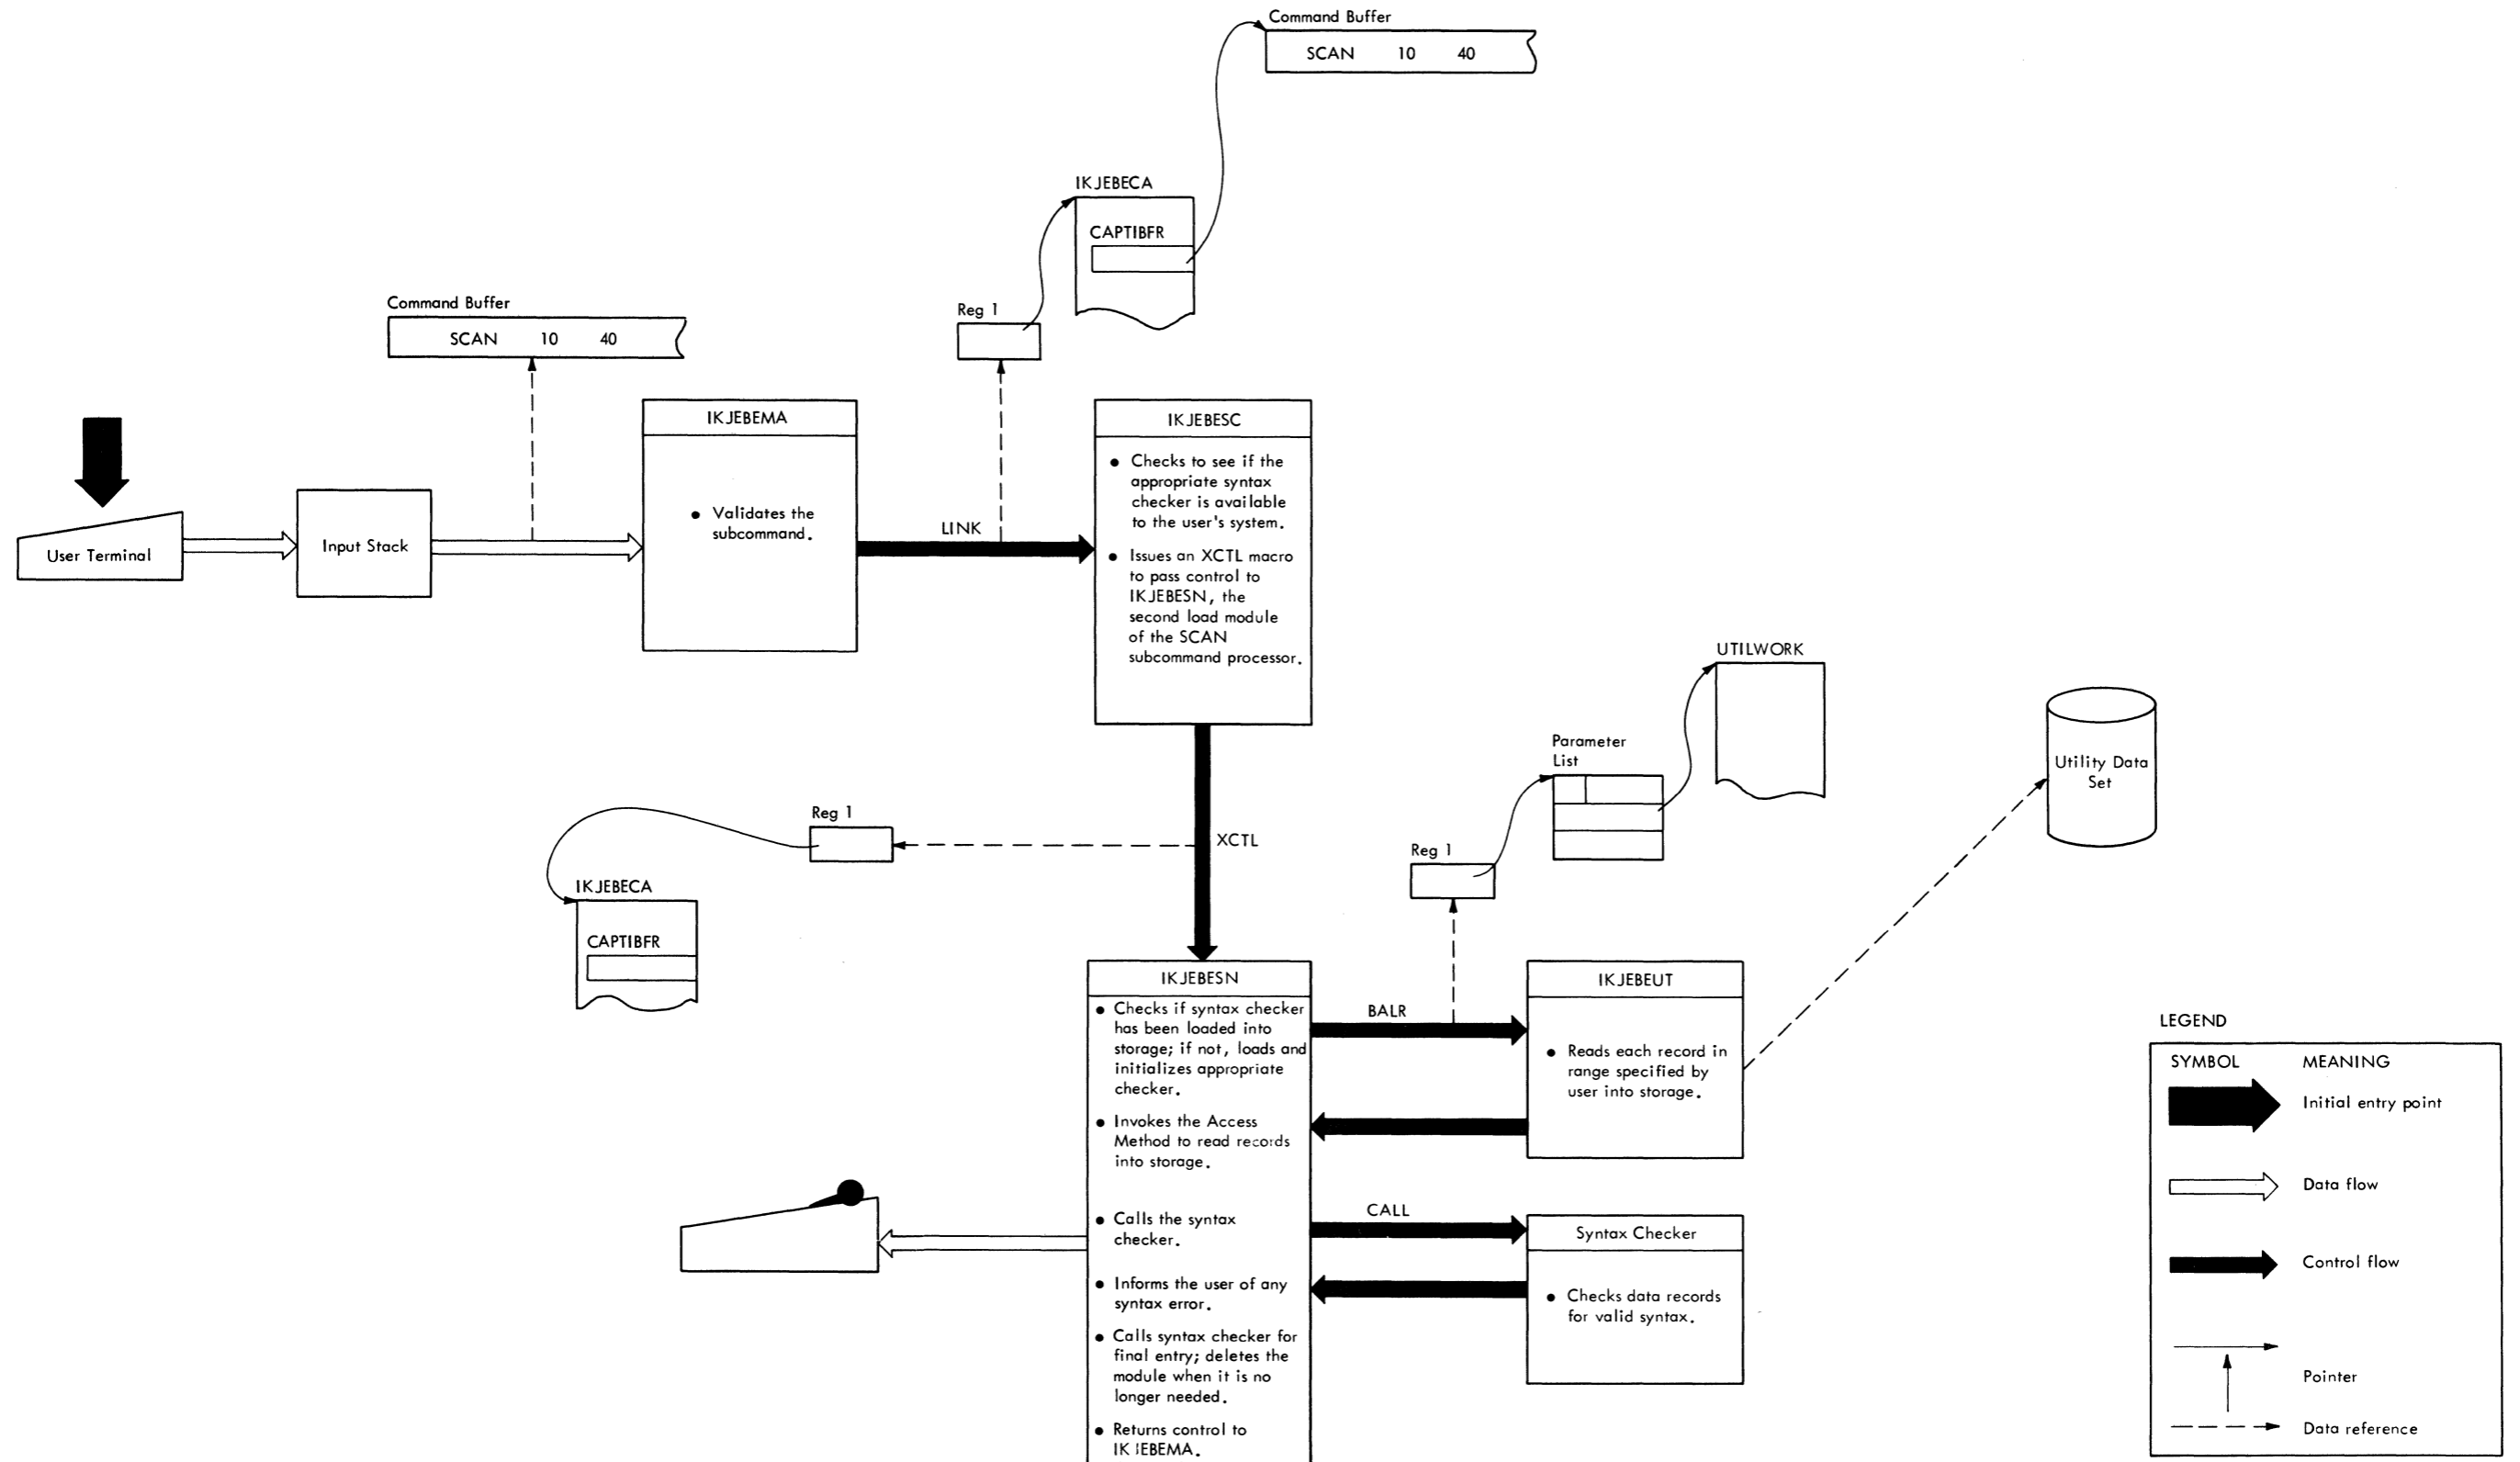 Command Buffer
SCAN 10 40
IKJEBECA
CAPTIBFR
Command Buffer
SCAN 10 40
Reg 1
IKJEBEMA
• Validates the
subcommand.
LINK
IKJEBESC
• Checks to see if the
appropriate syntax
checker is available
to the user's system.
• Issues an XCTL macro
to pass control to
IKJEBESN, the
second load module
of the SCAN
subcommand processor.
User Terminal
Input Stack
UTILWORK
Parameter
List
Utility Data
Set
Reg 1
XCTL
Reg 1
IKJEBECA
CAPTIBFR
IKJEBESN
• Checks if syntax checker
has been loaded into
storage; if not, loads and
initializes appropriate
checker.
• Invokes the Access
Method to read records
into storage.
• Calls the syntax
checker.
• Informs the user of any
syntax error.
• Calls syntax checker for
final entry; deletes the
module when it is no
longer needed.
• Returns control to
IKJEBEMA.
BALR
IKJEBEUT
• Reads each record in
range specified by
user into storage.
CALL
Syntax Checker
• Checks data records
for valid syntax.
LEGEND
SYMBOL MEANING
Initial entry point
Data flow
Control flow
Pointer
Data reference